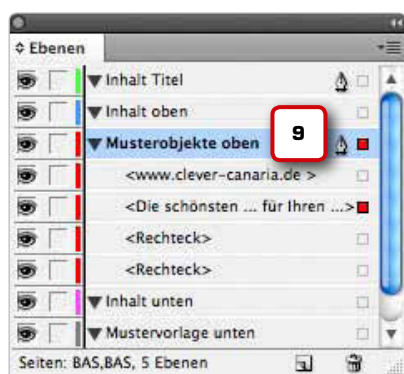 Ebenen
Inhalt Titel
Inhalt oben
Musterobjekte oben
9
<www.clever-canaria.de >
<Die schönsten ... für Ihren ...>
<Rechteck>
<Rechteck>
Inhalt unten
Mustervorlage unten
Seiten: BAS,BAS, 5 Ebenen